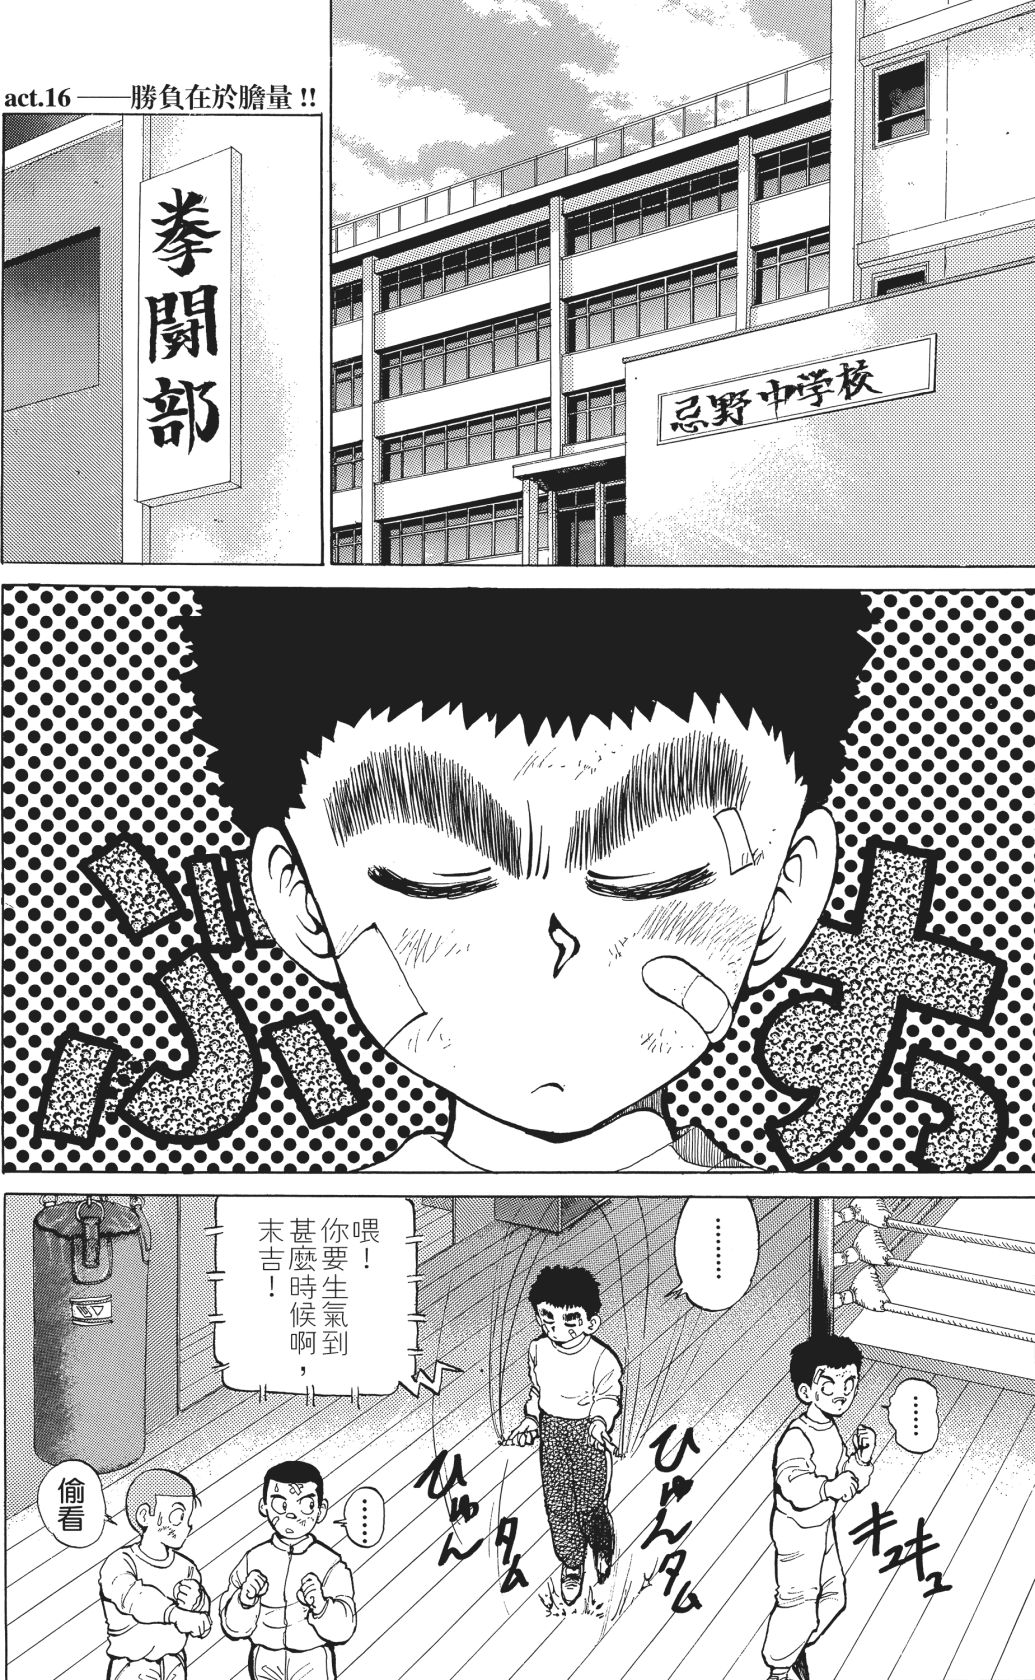 act.16 ——勝負在於膽量!!
忌野中学校
拳闘部
ぶすっ
……
喂！
你要生氣到
甚麼時候啊，
末吉！
……
偷看
……
ひゅん
タム
ひゅん
タム
キュキュ